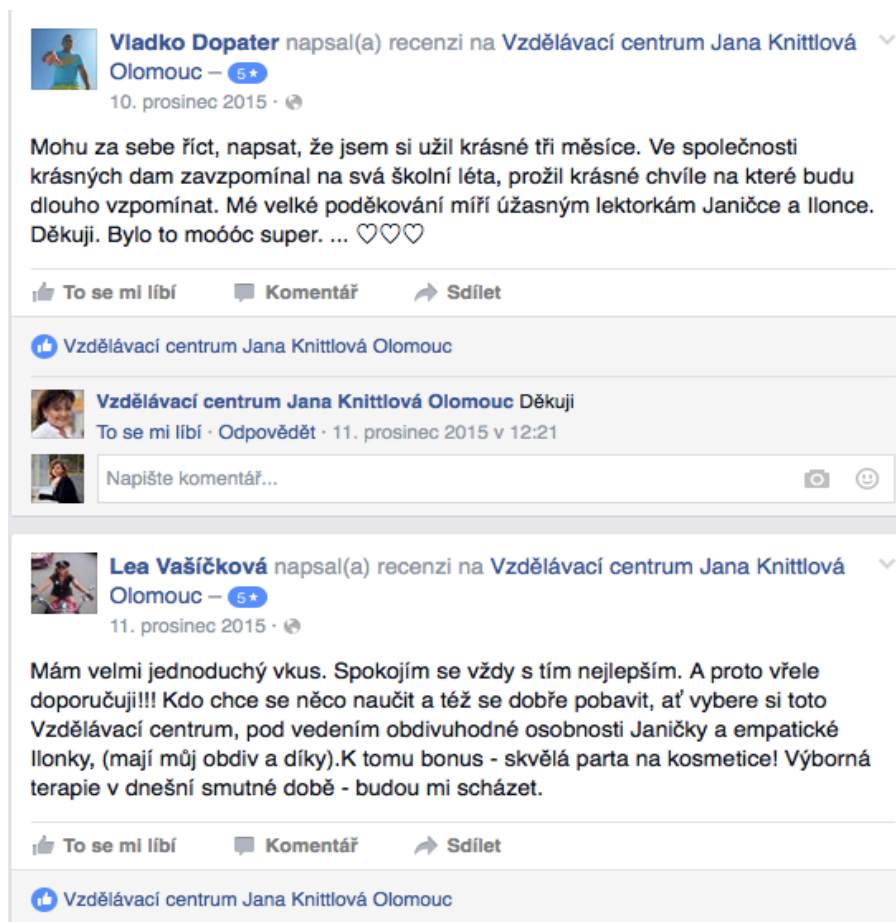 Vladko Dopater napsal(a) recenzi na Vzdělávací centrum Jana Knittlová
Olomouc – 5★
10. prosinec 2015 ·
Mohu za sebe říct, napsat, že jsem si užil krásné tři měsíce. Ve společnosti
krásných dam zavzpomínal na svá školní léta, prožil krásné chvíle na které budu
dlouho vzpomínat. Mé velké poděkování míří úžasným lektorkám Janičce a Ilonce.
Děkuji. Bylo to moóóc super. ... ♡♡♡
To se mi líbí Komentář Sdílet
Vzdělávací centrum Jana Knittlová Olomouc
Vzdělávací centrum Jana Knittlová Olomouc Děkuji
To se mi líbí · Odpovědět · 11. prosinec 2015 v 12:21
Napište komentář...
Lea Vašíčková napsal(a) recenzi na Vzdělávací centrum Jana Knittlová
Olomouc – 5★
11. prosinec 2015 ·
Mám velmi jednoduchý vkus. Spokojím se vždy s tím nejlepším. A proto vřele
doporučuji!!! Kdo chce se něco naučit a též se dobře pobavit, ať vybere si toto
Vzdělávací centrum, pod vedením obdivuhodné osobnosti Janičky a empatické
Ilonky, (mají můj obdiv a díky).K tomu bonus - skvělá parta na kosmetice! Výborná
terapie v dnešní smutné době - budou mi scházet.
To se mi líbí Komentář Sdílet
Vzdělávací centrum Jana Knittlová Olomouc